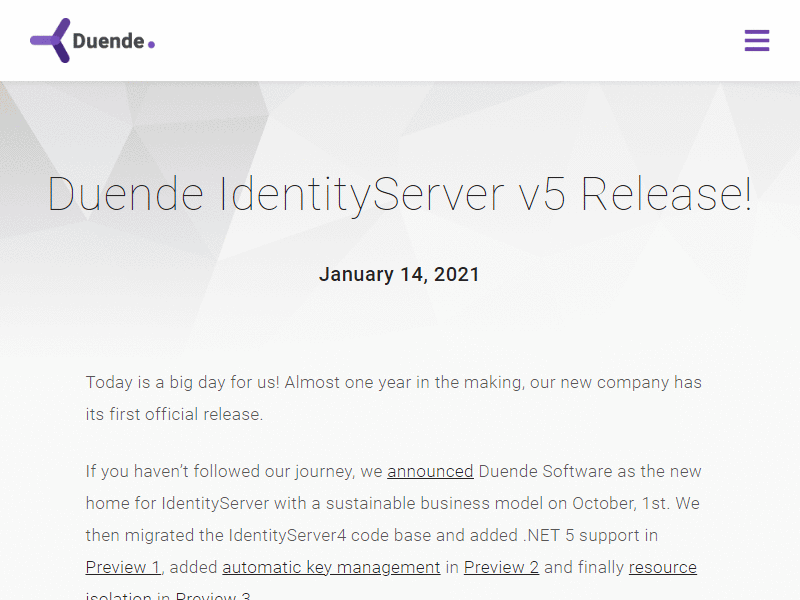 Duende
Duende IdentityServer v5 Release!
January 14, 2021
Today is a big day for us! Almost one year in the making, our new company has
its first official release.
If you haven’t followed our journey, we announced Duende Software as the new
home for IdentityServer with a sustainable business model on October, 1st. We
then migrated the IdentityServer4 code base and added .NET 5 support in
Preview 1, added automatic key management in Preview 2 and finally resource
isolation in Preview 3.